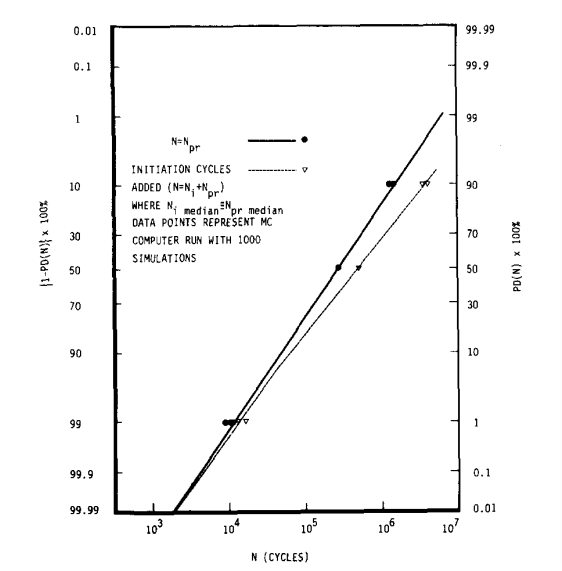 0.01
0.1
1
10
30
50
70
90
99
99.9
99.99
{1-PD(N)} x 100%
N=N_pr
INITIATION CYCLES
ADDED (N=N_i+N_pr)
WHERE N_i median≡N_pr median
DATA POINTS REPRESENT MC
COMPUTER RUN WITH 1000
SIMULATIONS
99.99
99.9
99
90
70
50
30
10
1
0.1
0.01
PD(N) x 100%
10^3
10^4
10^5
10^6
10^7
N (CYCLES)